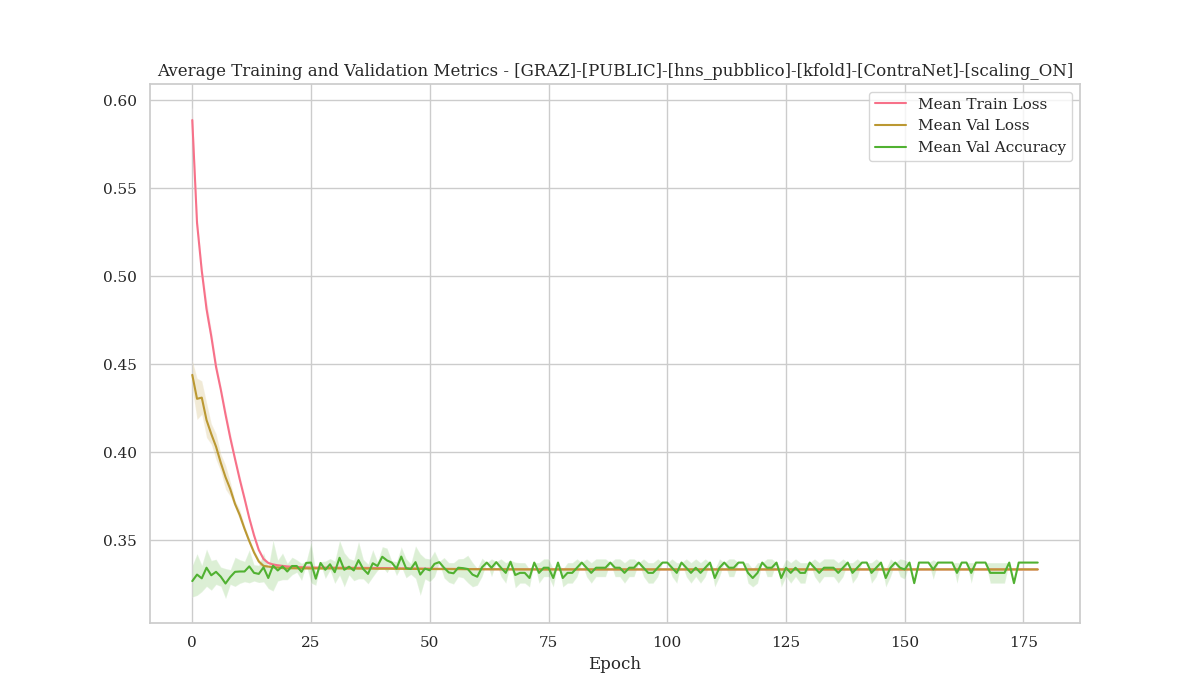 Average Training and Validation Metrics - [GRAZ]-[PUBLIC]-[hns_pubblico]-[kfold]-[ContraNet]-[scaling_ON]
Mean Train Loss
Mean Val Loss
Mean Val Accuracy
0.60
0.55
0.50
0.45
0.40
0.35
0 25 50 75 100 125 150 175
Epoch